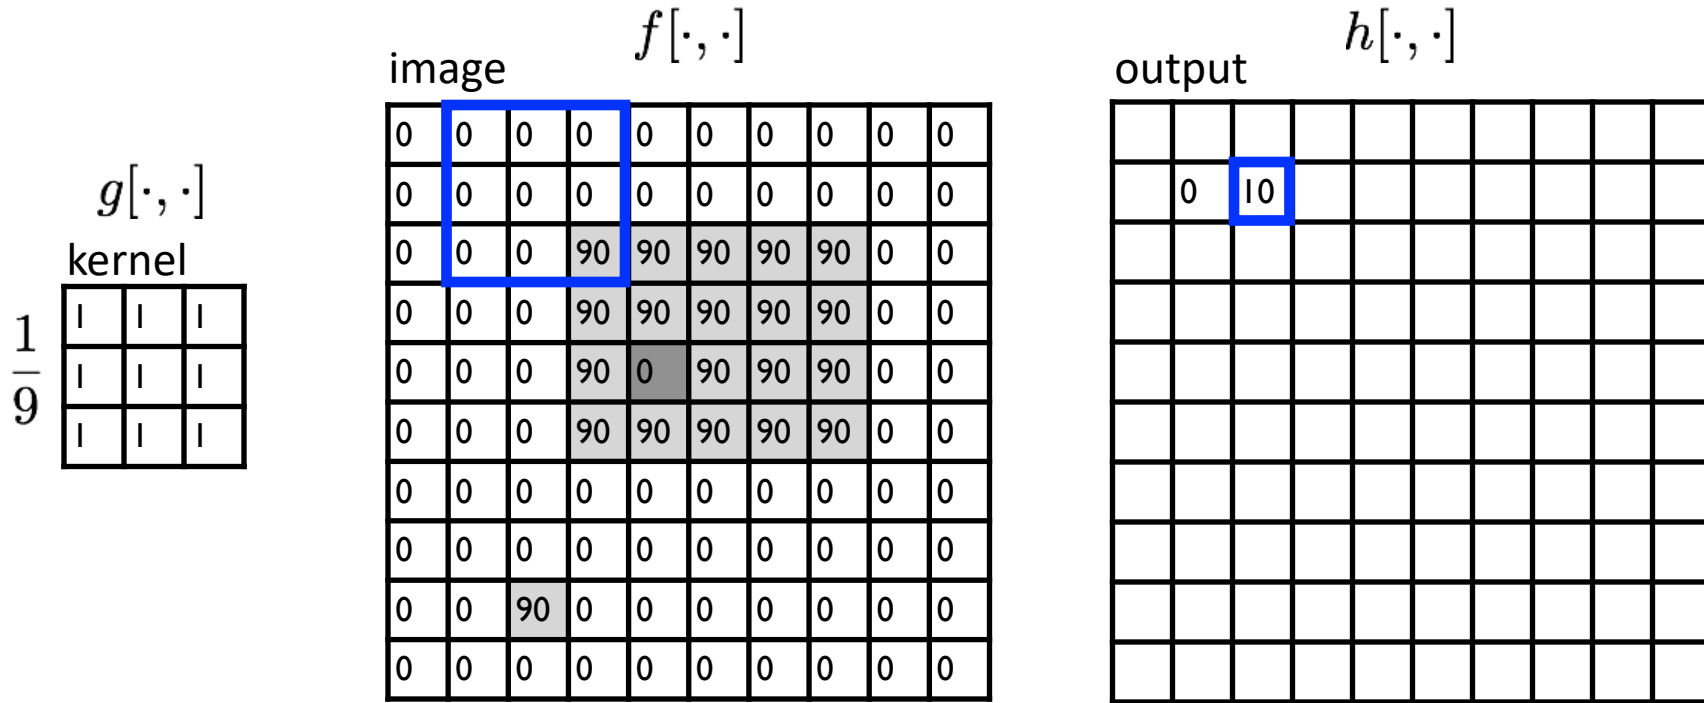 g[·, ·]
kernel
1/9
1 1 1
1 1 1
1 1 1
f[·, ·]
image
0 0 0 0 0 0 0 0 0 0
0 0 0 0 0 0 0 0 0 0
0 0 0 90 90 90 90 90 0 0
0 0 0 90 90 90 90 90 0 0
0 0 0 90 0 90 90 90 0 0
0 0 0 90 90 90 90 90 0 0
0 0 0 0 0 0 0 0 0 0
0 0 0 0 0 0 0 0 0 0
0 0 90 0 0 0 0 0 0 0
0 0 0 0 0 0 0 0 0 0
h[·, ·]
output
0 10